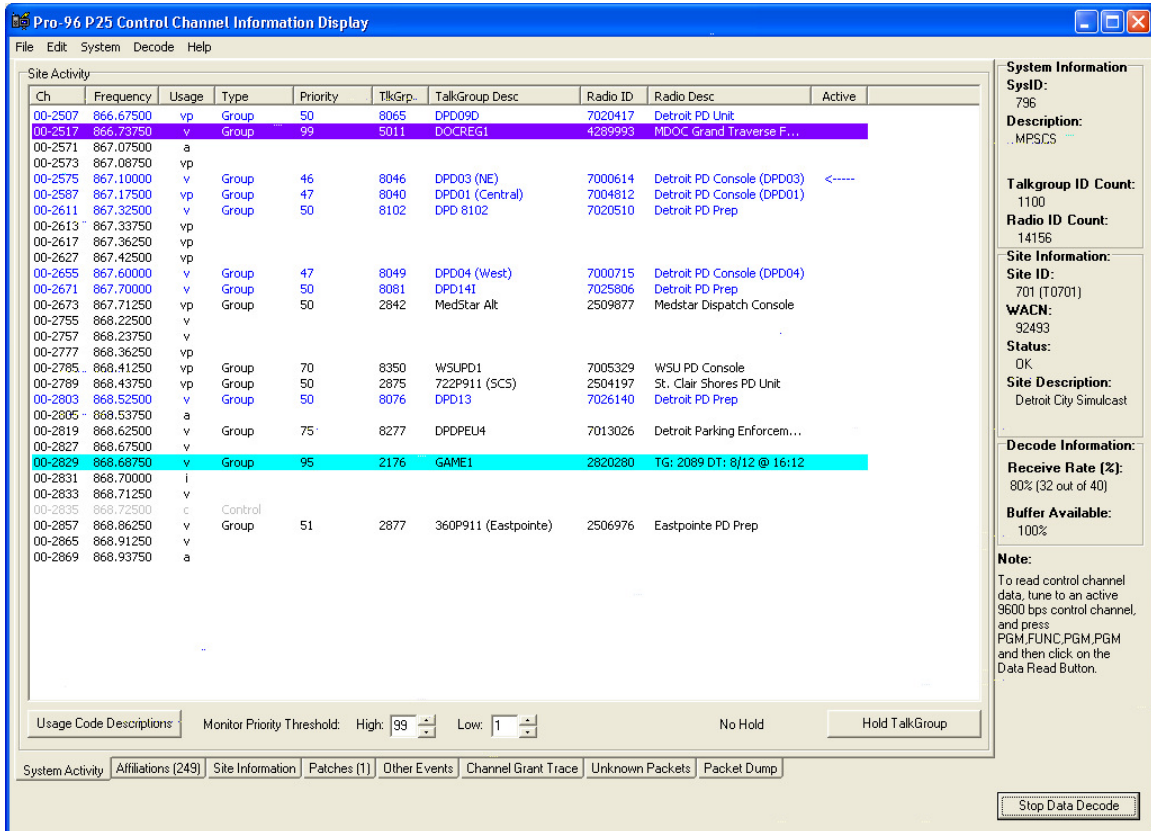 Pro-96 P25 Control Channel Information Display
File Edit System Decode Help
Site Activity
Ch Frequency Usage Type Priority TlkGrp.. TalkGroup Desc Radio ID Radio Desc Active
00-2507 866.67500 vp Group 50 8065 DPD09D 7020417 Detroit PD Unit
00-2517 866.73750 v Group 99 5011 DOCREG1 4289993 MDOC Grand Traverse F...
00-2571 867.07500 a
00-2573 867.08750 vp
00-2575 867.10000 v Group 46 8046 DPD03 (NE) 7000614 Detroit PD Console (DPD03) <-----
00-2587 867.17500 vp Group 47 8040 DPD01 (Central) 7004812 Detroit PD Console (DPD01)
00-2611 867.32500 v Group 50 8102 DPD 8102 7020510 Detroit PD Prep
00-2613 867.33750 vp
00-2617 867.36250 vp
00-2627 867.42500 vp
00-2655 867.60000 v Group 47 8049 DPD04 (West) 7000715 Detroit PD Console (DPD04)
00-2671 867.70000 v Group 50 8081 DPD14I 7025806 Detroit PD Prep
00-2673 867.71250 vp Group 50 2842 MedStar Alt 2509877 Medstar Dispatch Console
00-2755 868.22500 v
00-2757 868.23750 v
00-2777 868.36250 vp
00-2785 868.41250 vp Group 70 8350 WSUPD1 7005329 WSU PD Console
00-2789 868.43750 vp Group 50 2875 722P911 (SCS) 2504197 St. Clair Shores PD Unit
00-2803 868.52500 v Group 50 8076 DPD13 7026140 Detroit PD Prep
00-2805 868.53750 a
00-2819 868.62500 v Group 75 8277 DPDPEU4 7013026 Detroit Parking Enforcem...
00-2827 868.67500 v
00-2829 868.68750 v Group 95 2176 GAME1 2820280 TG: 2089 DT: 8/12 @ 16:12
00-2831 868.70000 i
00-2833 868.71250 v
00-2835 868.72500 c Control
00-2857 868.86250 v Group 51 2877 360P911 (Eastpointe) 2506976 Eastpointe PD Prep
00-2865 868.91250 v
00-2869 868.93750 a
Usage Code Descriptions Monitor Priority Threshold: High: 99 Low: 1 No Hold Hold TalkGroup
System Activity Affiliations (249) Site Information Patches (1) Other Events Channel Grant Trace Unknown Packets Packet Dump
System Information
SysID:
796
Description:
MPSCS
Talkgroup ID Count:
1100
Radio ID Count:
14156
Site Information:
Site ID:
701 (T0701)
WACN:
92493
Status:
OK
Site Description:
Detroit City Simulcast
Decode Information:
Receive Rate (%):
80% (32 out of 40)
Buffer Available:
100%
Note:
To read control channel
data, tune to an active
9600 bps control channel,
and press
PGM,FUNC,PGM,PGM
and then click on the
Data Read Button.
Stop Data Decode